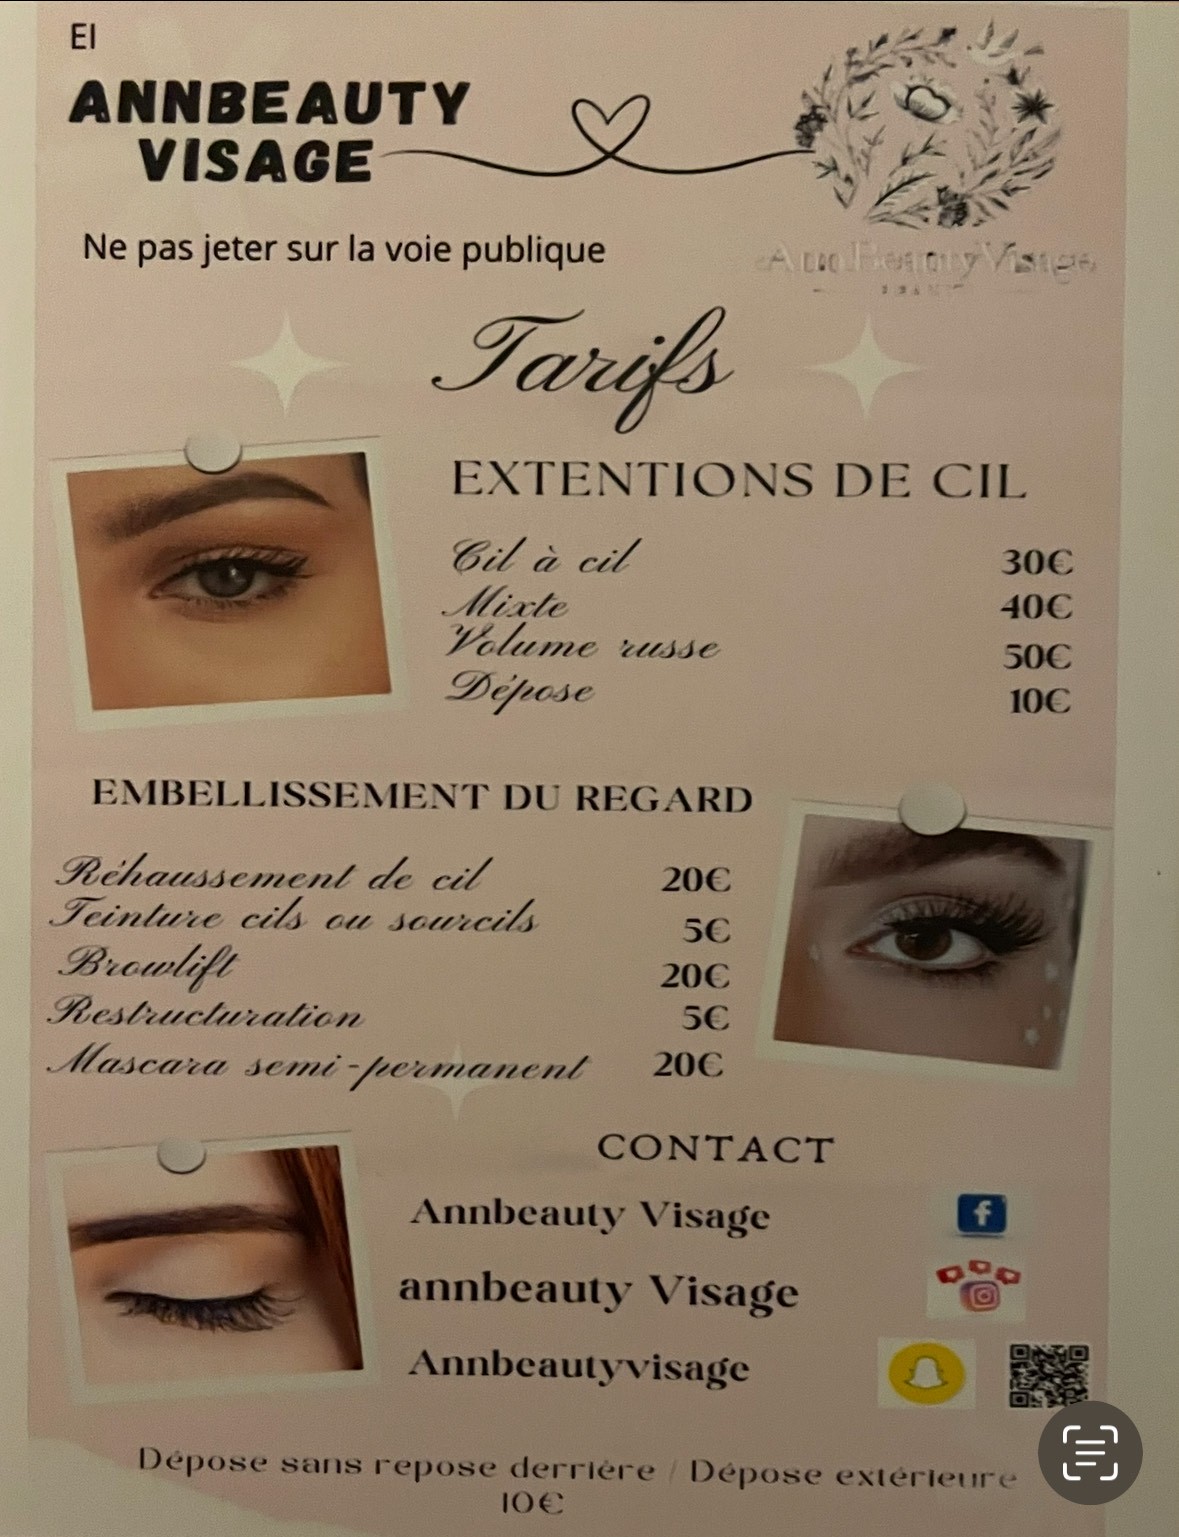 EI
ANNBEAUTY
VISAGE
Ne pas jeter sur la voie publique
AnnBeautyVisage
Tarifs
EXTENTIONS DE CIL
Cil à cil 30€
Mixte 40€
Volume russe 50€
Dépose 10€
EMBELLISSEMENT DU REGARD
Réhaussement de cil 20€
Teinture cils ou sourcils 5€
Browlift 20€
Restructuration 5€
Mascara semi-permanent 20€
CONTACT
Annbeauty Visage
annbeauty Visage
Annbeautyvisage
Dépose sans repose derrière / Dépose extérieure
10€